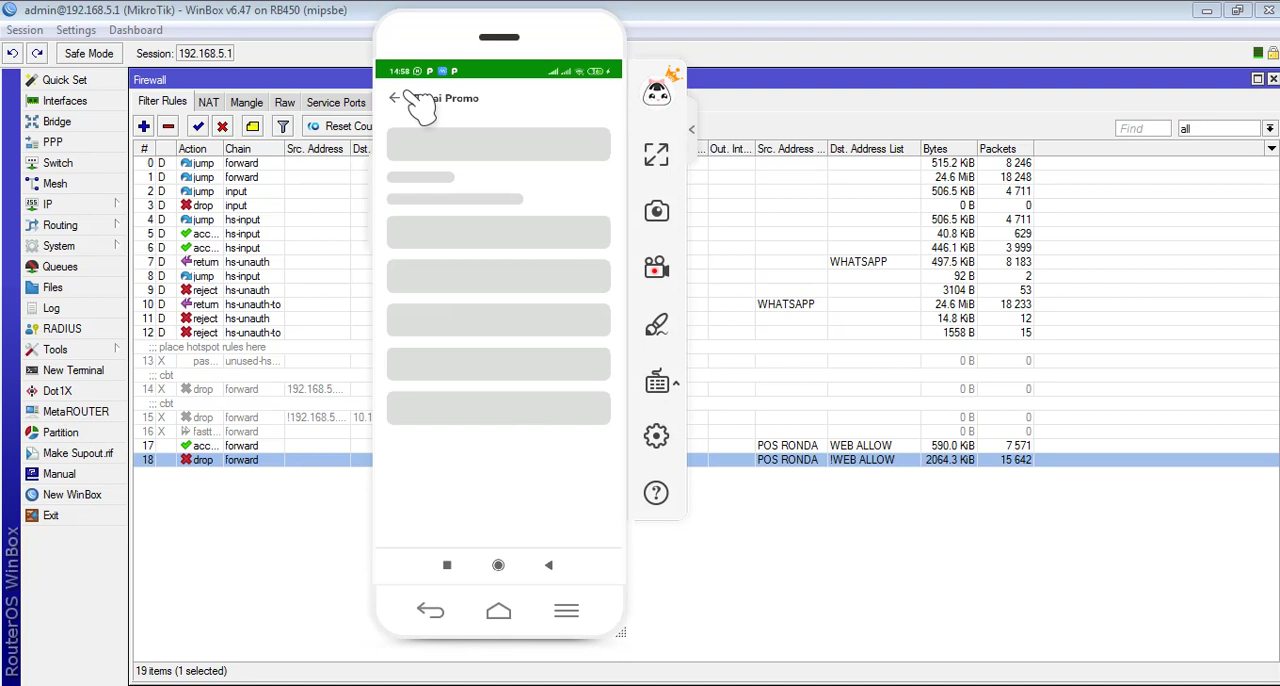 admin@192.168.5.1 (MikroTik) - WinBox v6.47 on RB450 (mipsbe)
Session Settings Dashboard
Safe Mode Session: 192.168.5.1
Quick Set
Interfaces
Bridge
PPP
Switch
Mesh
IP
Routing
System
Queues
Files
Log
RADIUS
Tools
New Terminal
Dot1X
MetaROUTER
Partition
Make Supout.rif
Manual
New WinBox
Exit
RouterOS WinBox
Firewall
Filter Rules NAT Mangle Raw Service Ports
Reset Cou Find all
# Action Chain Src. Address Dst. Out. Int... Src. Address ... Dst. Address List Bytes Packets
0 D jump forward 515.2 KiB 8 246
1 D jump forward 24.6 MiB 18 248
2 D jump input 506.5 KiB 4 711
3 D drop input 0 B 0
4 D jump hs-input 506.5 KiB 4 711
5 D acc... hs-input 40.8 KiB 629
6 D acc... hs-input 446.1 KiB 3 999
7 D return hs-unauth WHATSAPP 497.5 KiB 8 183
8 D jump hs-input 92 B 2
9 D reject hs-unauth 3104 B 53
10 D return hs-unauth-to WHATSAPP 24.6 MiB 18 233
11 D reject hs-unauth 14.8 KiB 12
12 D reject hs-unauth-to 1558 B 15
;;; place hotspot rules here
13 X pas... unused-hs... 0 B 0
;;; cbt
14 X drop forward 192.168.5.... 0 B 0
;;; cbt
15 X drop forward !192.168.5.... 10.1 0 B 0
16 X fastt... forward 0 B 0
17 acc... forward POS RONDA WEB ALLOW 590.0 KiB 7 571
18 drop forward POS RONDA !WEB ALLOW 2064.3 KiB 15 642
19 items (1 selected)
14:58
Promo